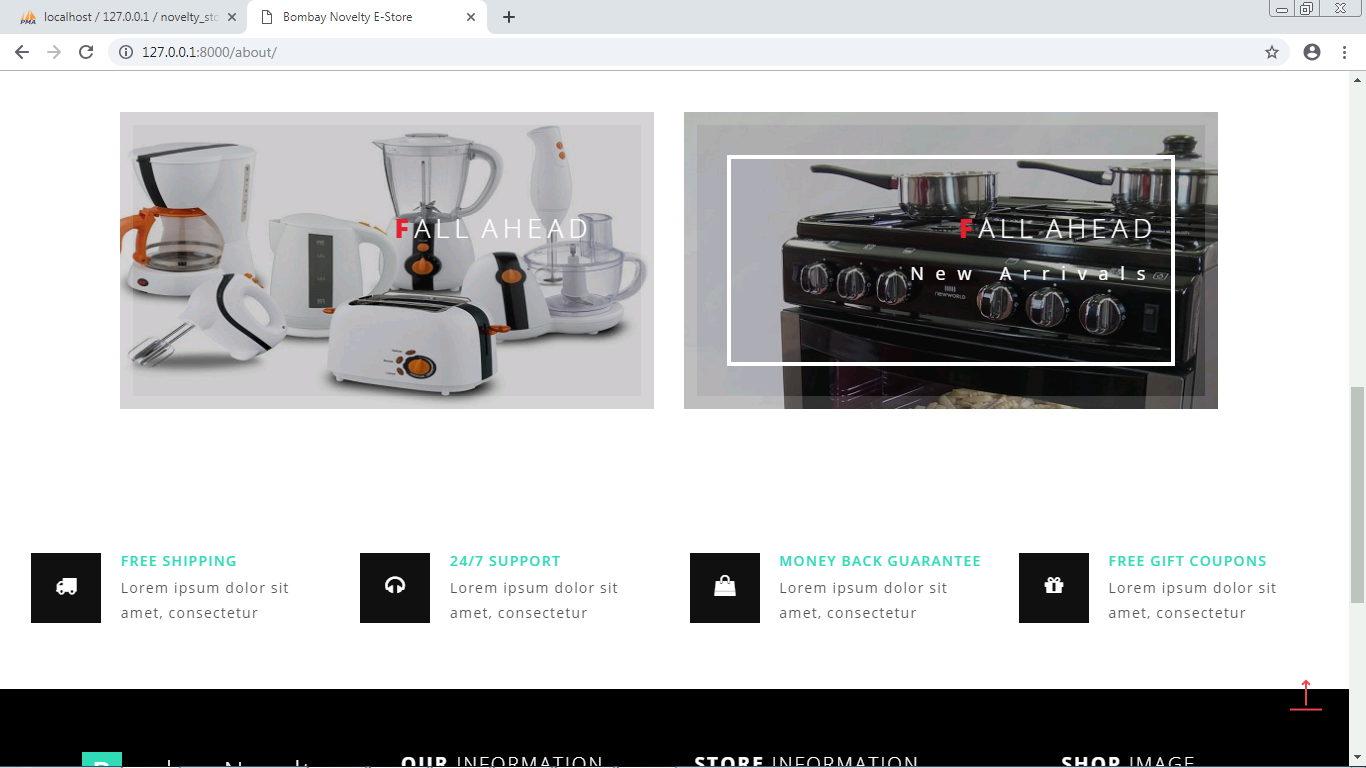 localhost / 127.0.0.1 / novelty_sto
Bombay Novelty E-Store
127.0.0.1:8000/about/
FALL AHEAD
FALL AHEAD
New Arrivals
NEWWORLD
FREE SHIPPING
Lorem ipsum dolor sit
amet, consectetur
24/7 SUPPORT
Lorem ipsum dolor sit
amet, consectetur
MONEY BACK GUARANTEE
Lorem ipsum dolor sit
amet, consectetur
FREE GIFT COUPONS
Lorem ipsum dolor sit
amet, consectetur
OUR INFORMATION
STORE INFORMATION
SHOP IMAGE